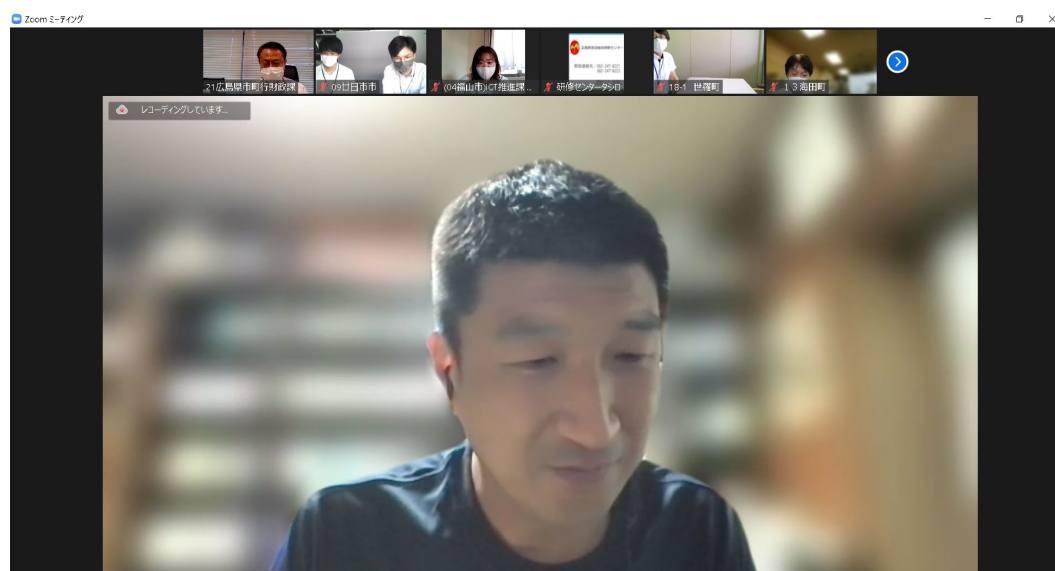 Zoom ミーティング
21広島県市町行財政課
09廿日市市
(04福山市)ICT推進課...
研修センタータシロ
18-1 世羅町
13海田町
レコーディングしています...